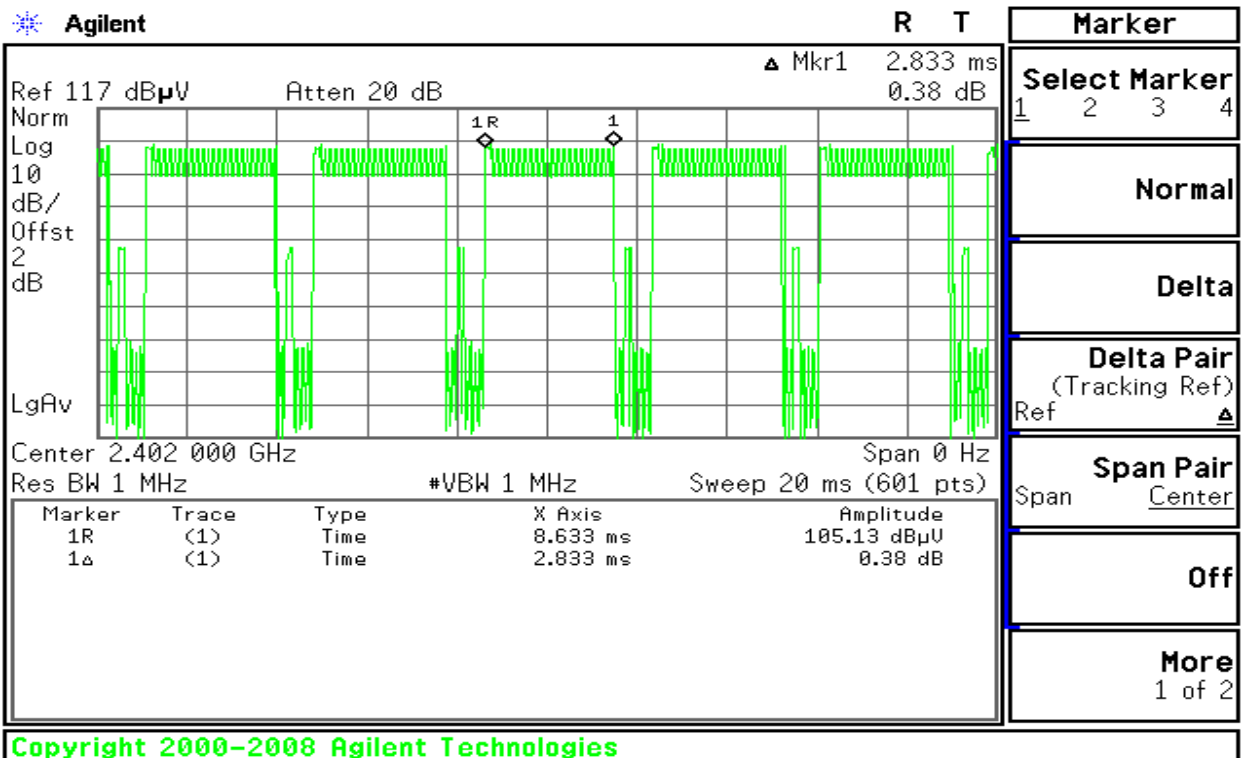 Agilent R T
Δ Mkr1 2.833 ms
Ref 117 dBµV Atten 20 dB 0.38 dB
Norm
Log
10
dB/
Offst
2
dB
LgAv
1R 1
Center 2.402 000 GHz Span 0 Hz
Res BW 1 MHz #VBW 1 MHz Sweep 20 ms (601 pts)
Marker Trace Type X Axis Amplitude
1R (1) Time 8.633 ms 105.13 dBµV
1Δ (1) Time 2.833 ms 0.38 dB
Marker
Select Marker
1 2 3 4
Normal
Delta
Delta Pair
(Tracking Ref)
Ref Δ
Span Pair
Span Center
Off
More
1 of 2
Copyright 2000-2008 Agilent Technologies